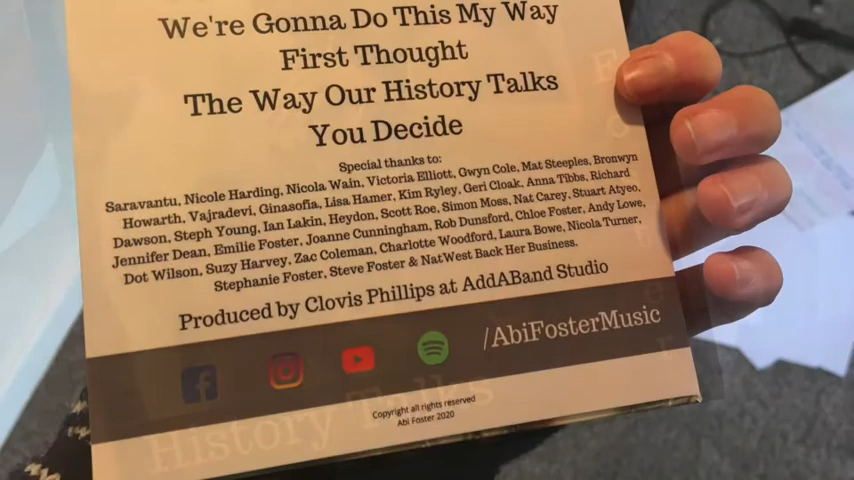 We're Gonna Do This My Way
First Thought
The Way Our History Talks
You Decide
Special thanks to:
Saravantu, Nicole Harding, Nicola Wain, Victoria Elliott, Gwyn Cole, Mat Steeples, Bronwyn
Howarth, Vajradevi, Ginasofia, Lisa Hamer, Kim Ryley, Geri Cloak, Anna Tibbs, Richard
Dawson, Steph Young, Ian Lakin, Heydon, Scott Roe, Simon Moss, Nat Carey, Stuart Atyeo,
Jennifer Dean, Emilie Foster, Joanne Cunningham, Rob Dunsford, Chloe Foster, Andy Lowe,
Dot Wilson, Suzy Harvey, Zac Coleman, Charlotte Woodford, Laura Bowe, Nicola Turner,
Stephanie Foster, Steve Foster & NatWest Back Her Business.
Produced by Clovis Phillips at AddABand Studio
/AbiFosterMusic
Copyright all rights reserved
Abi Foster 2020
History Talks